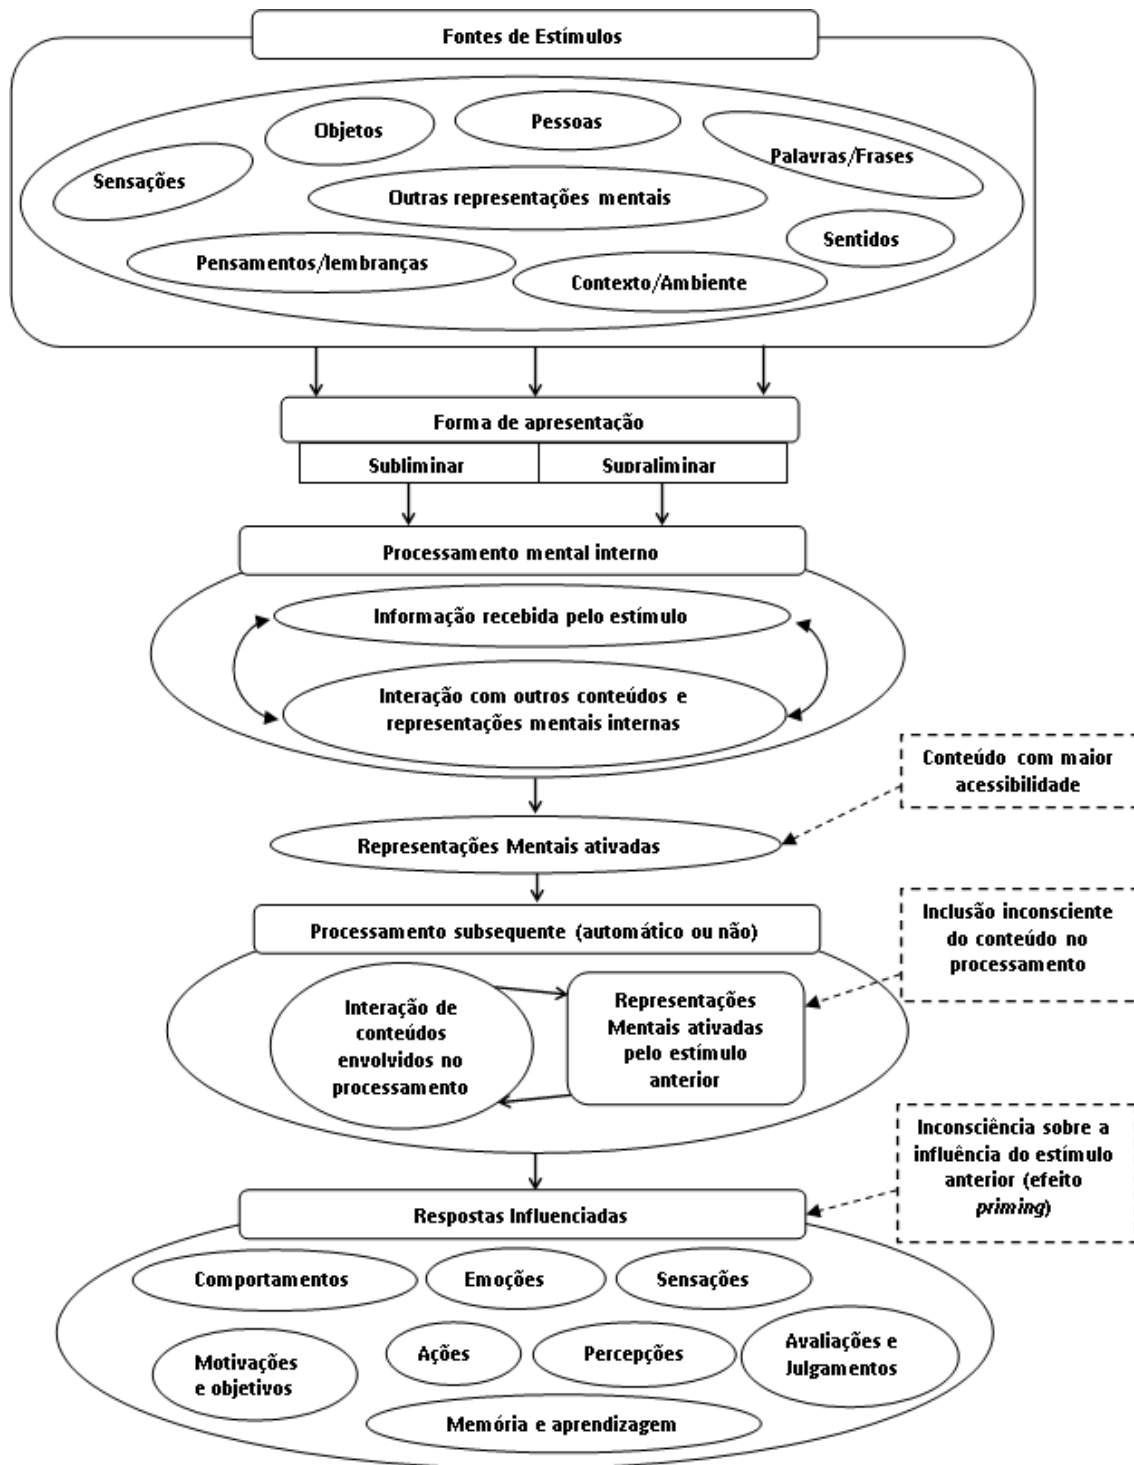 Fontes de Estímulos
Objetos
Pessoas
Palavras/Frases
Sensações
Outras representações mentais
Sentidos
Pensamentos/lembranças
Contexto/Ambiente
Forma de apresentação
Subliminar
Supraliminar
Processamento mental interno
Informação recebida pelo estímulo
Interação com outros conteúdos e
representações mentais internas
Conteúdo com maior
acessibilidade
Representações Mentais ativadas
Processamento subsequente (automático ou não)
Inclusão inconsciente
do conteúdo no
processamento
Interação de
conteúdos
envolvidos no
processamento
Representações
Mentais ativadas
pelo estímulo
anterior
Inconsciência sobre a
influência do estímulo
anterior (efeito
priming)
Respostas Influenciadas
Comportamentos
Emoções
Sensações
Motivações
e objetivos
Ações
Percepções
Avaliações e
Julgamentos
Memória e aprendizagem